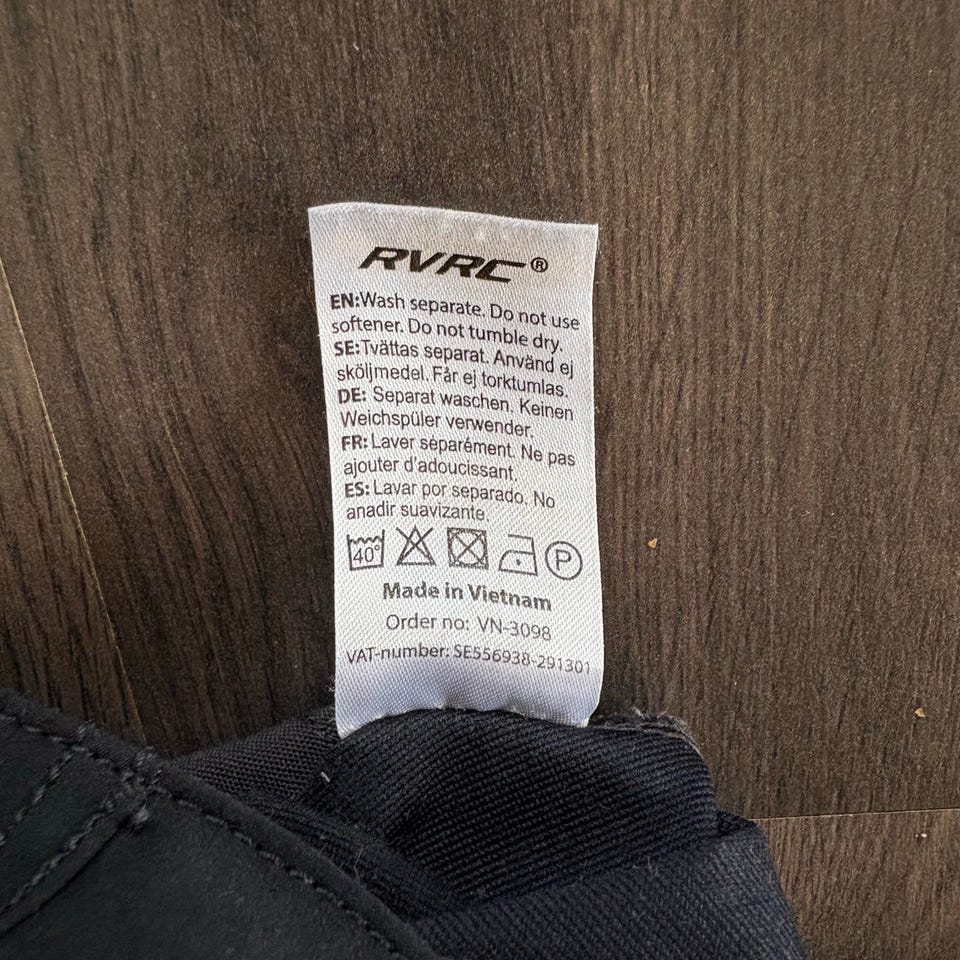 RVRC®
EN:Wash separate. Do not use
softener. Do not tumble dry.
SE:Tvättas separat. Använd ej
sköljmedel. Får ej torktumlas.
DE: Separat waschen. Keinen
Weichspüler verwender.
FR: Laver séparément. Ne pas
ajouter d'adoucissant.
ES: Lavar por separado. No
anadir suavizante.
40° P
Made in Vietnam
Order no: VN-3098
VAT-number: SE556938-291301